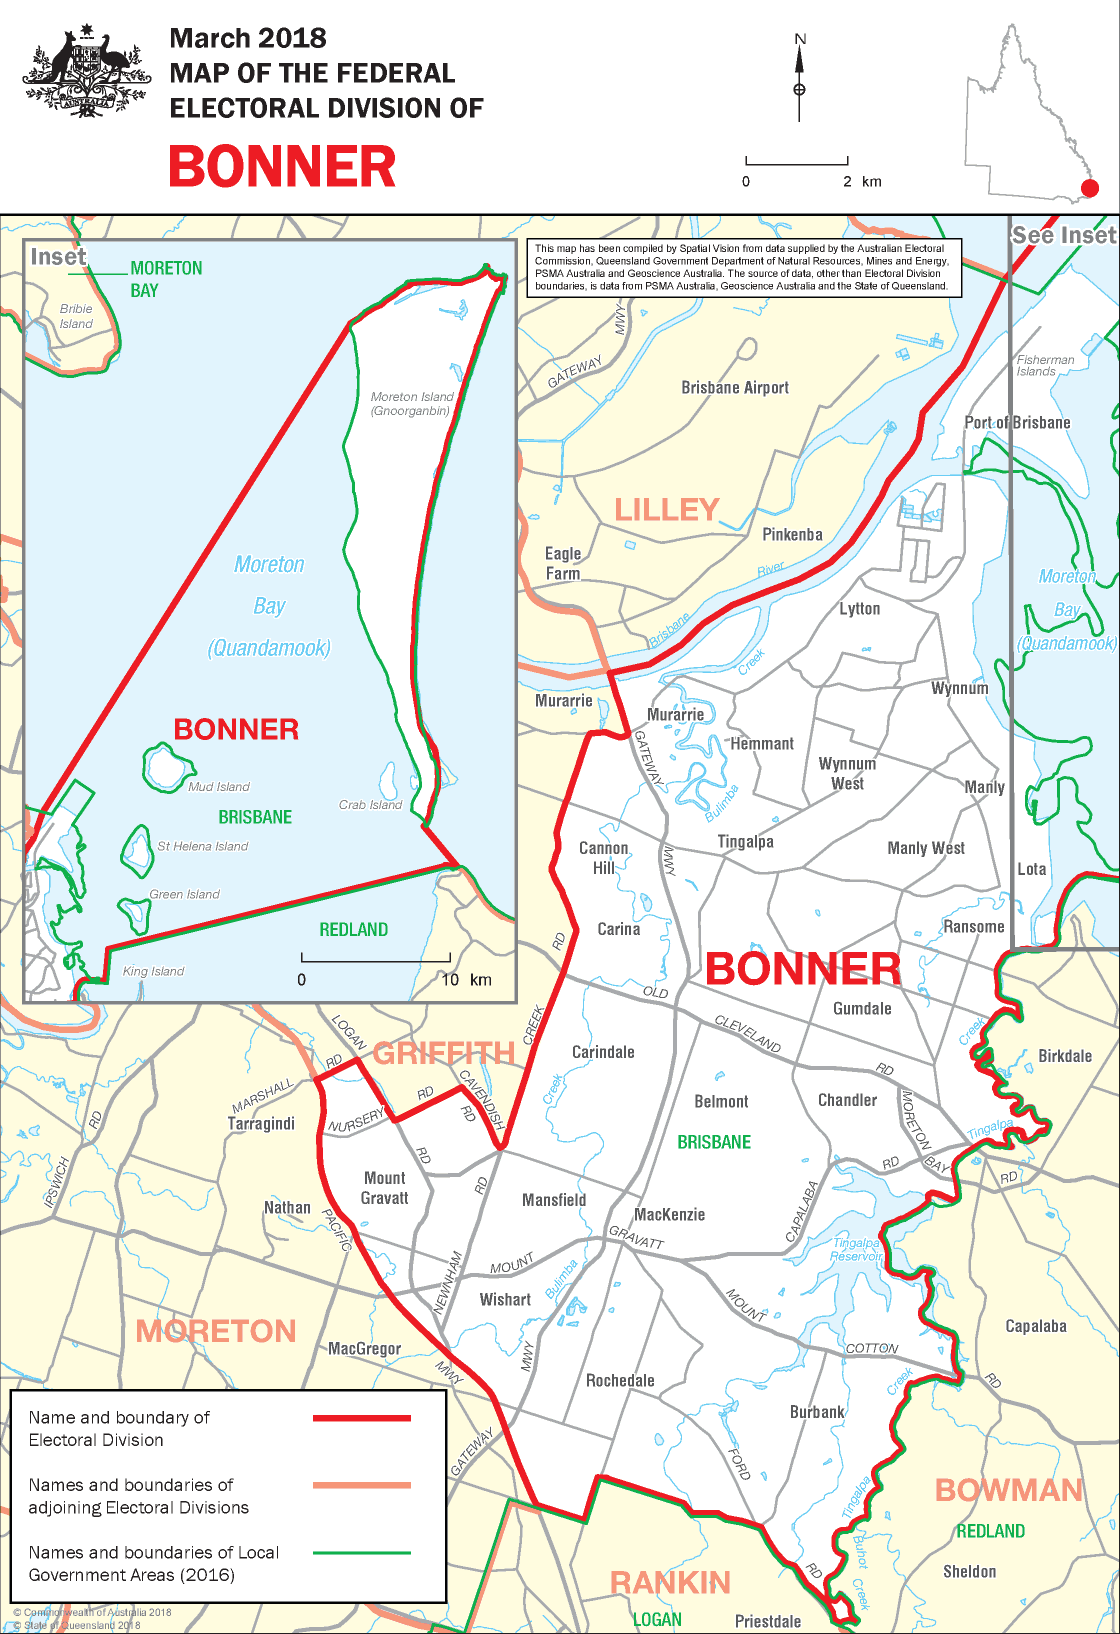 March 2018
MAP OF THE FEDERAL
ELECTORAL DIVISION OF
BONNER
AUSTRALIA
N
0 2 km
Inset
See Inset
This map has been compiled by Spatial Vision from data supplied by the Australian Electoral
Commission, Queensland Government Department of Natural Resources, Mines and Energy,
PSMA Australia and Geoscience Australia. The source of data, other than Electoral Division
boundaries, is data from PSMA Australia, Geoscience Australia and the State of Queensland.
MORETON
BAY
Bribie
Island
Moreton Island
(Gnoorganbin)
Moreton
Bay
(Quandamook)
BONNER
Mud Island
Crab Island
BRISBANE
St Helena Island
Green Island
REDLAND
King Island
0 10 km
GATEWAY
MWY
Brisbane Airport
Fisherman
Islands
Port of Brisbane
LILLEY
Pinkenba
Eagle
Farm
River
Brisbane
Moreton
Bay
(Quandamook)
Lytton
Creek
Wynnum
Murarrie
Murarrie
Hemmant
GATEWAY
Wynnum
West
Manly
Bulimba
Tingalpa
Manly West
Cannon
Hill
MWY
Lota
Carina
Ransome
RD
BONNER
OLD
Gumdale
CLEVELAND
Creek
LOGAN
RD
GRIFFITH
CREEK
Carindale
Birkdale
RD
CAVENDISH
RD
RD
Creek
Belmont
Chandler
MORETON
MARSHALL
Tarragindi
NURSERY
RD
BRISBANE
Tingalpa
RD
BAY
RD
RD
IPSWICH
Mount
Gravatt
RD
Mansfield
MacKenzie
CAPALABA
Nathan
PACIFIC
GRAVATT
Tingalpa
Reservoir
MOUNT
NEWNHAM
Bulimba
Wishart
MOUNT
MORETON
Capalaba
MacGregor
COTTON
MWY
MWY
Rochedale
Creek
RD
Burbank
GATEWAY
FORD
Tingalpa
BOWMAN
REDLAND
Buhot
Creek
Sheldon
RD
RANKIN
LOGAN
Priestdale
Name and boundary of
Electoral Division
Names and boundaries of
adjoining Electoral Divisions
Names and boundaries of Local
Government Areas (2016)
© Commonwealth of Australia 2018
© State of Queensland 2018